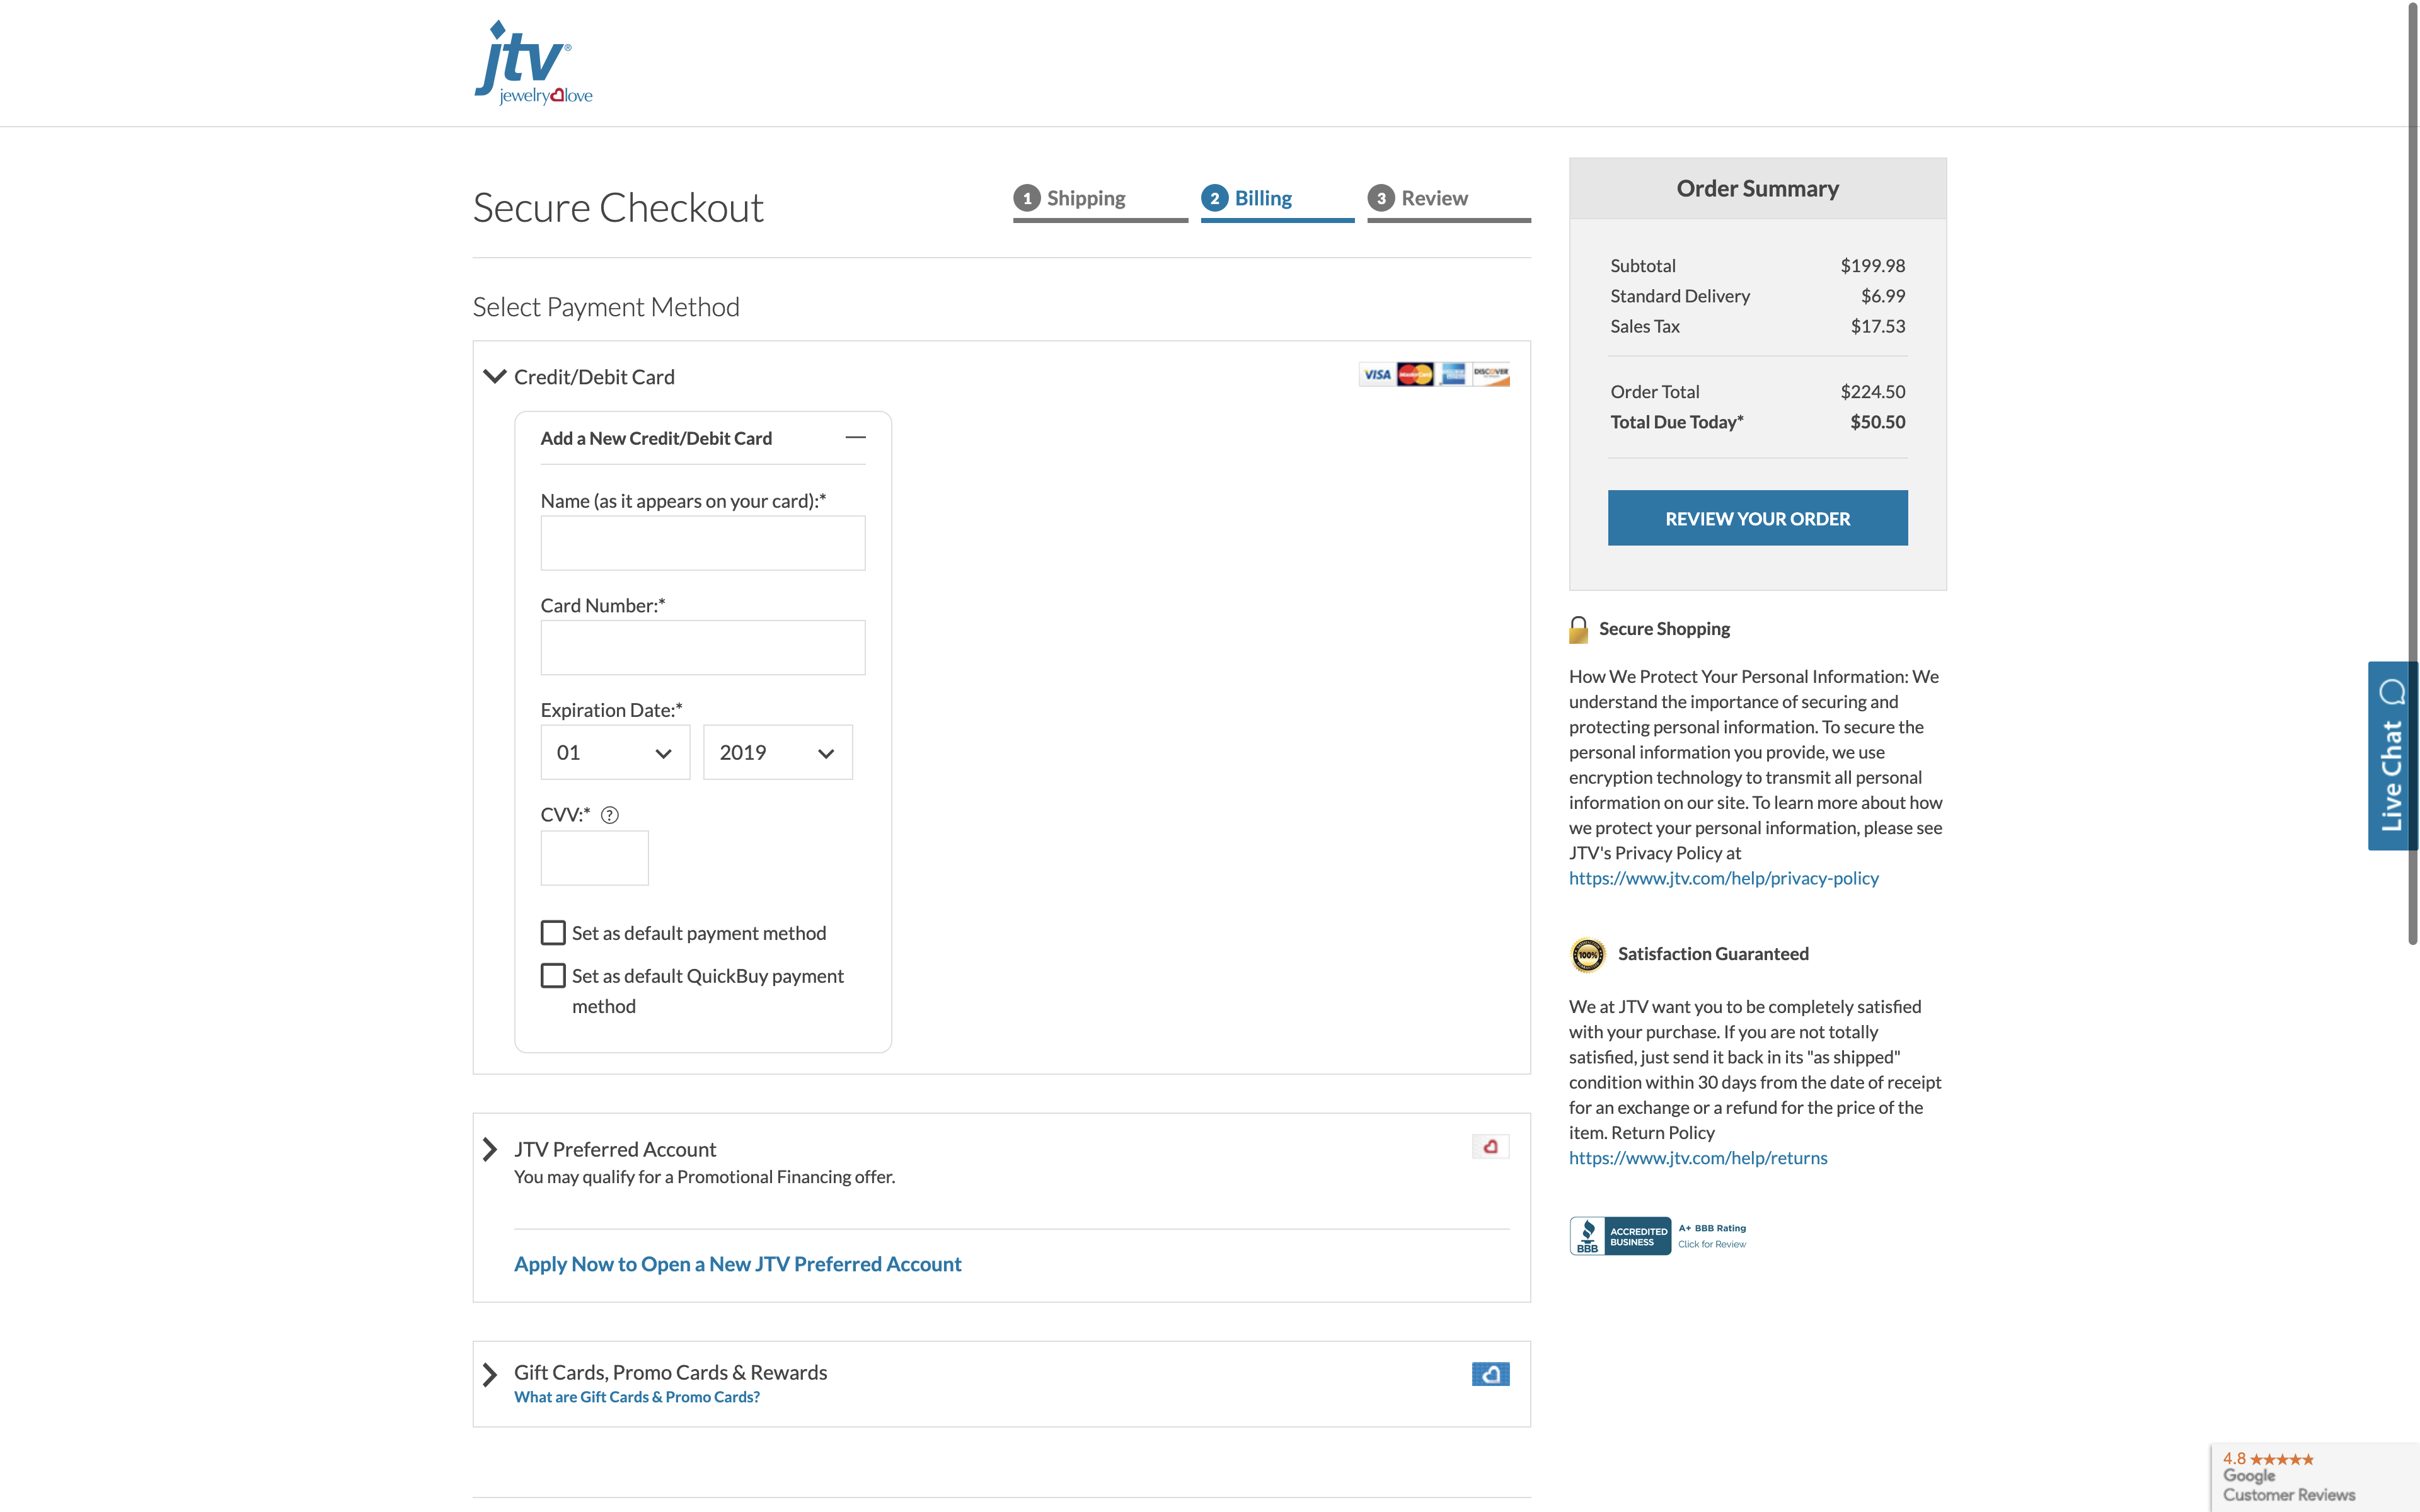 jtv®
jewelry love
Secure Checkout
1 Shipping
2 Billing
3 Review
Select Payment Method
Credit/Debit Card
VISA MasterCard DISCOVER
Add a New Credit/Debit Card
Name (as it appears on your card):*
Card Number:*
Expiration Date:*
01
2019
CVV:* ?
Set as default payment method
Set as default QuickBuy payment
method
JTV Preferred Account
You may qualify for a Promotional Financing offer.
Apply Now to Open a New JTV Preferred Account
Gift Cards, Promo Cards & Rewards
What are Gift Cards & Promo Cards?
Order Summary
Subtotal $199.98
Standard Delivery $6.99
Sales Tax $17.53
Order Total $224.50
Total Due Today* $50.50
REVIEW YOUR ORDER
Secure Shopping
How We Protect Your Personal Information: We
understand the importance of securing and
protecting personal information. To secure the
personal information you provide, we use
encryption technology to transmit all personal
information on our site. To learn more about how
we protect your personal information, please see
JTV's Privacy Policy at
https://www.jtv.com/help/privacy-policy
100%
Satisfaction Guaranteed
We at JTV want you to be completely satisfied
with your purchase. If you are not totally
satisfied, just send it back in its "as shipped"
condition within 30 days from the date of receipt
for an exchange or a refund for the price of the
item. Return Policy
https://www.jtv.com/help/returns
BBB
ACCREDITED
BUSINESS
A+ BBB Rating
Click for Review
Live Chat
4.8
Google
Customer Reviews